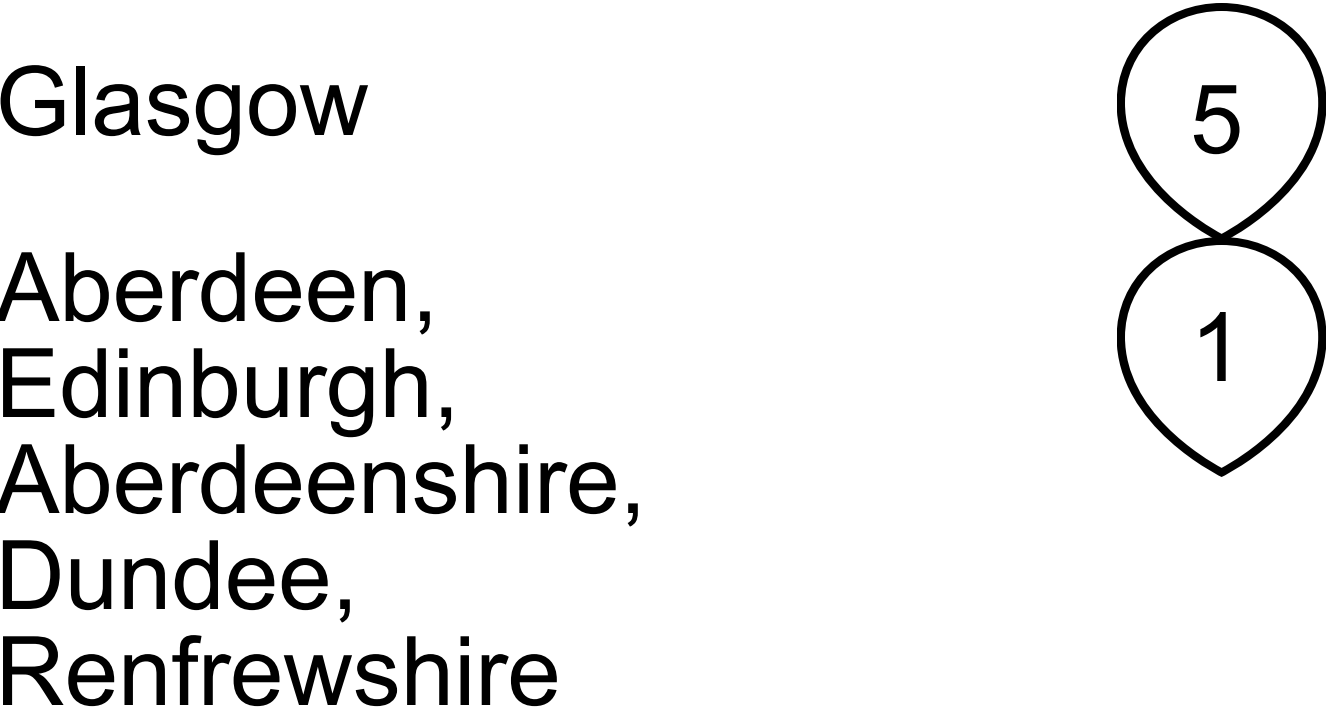 Glasgow
5
Aberdeen,
Edinburgh,
Aberdeenshire,
Dundee,
Renfrewshire
1